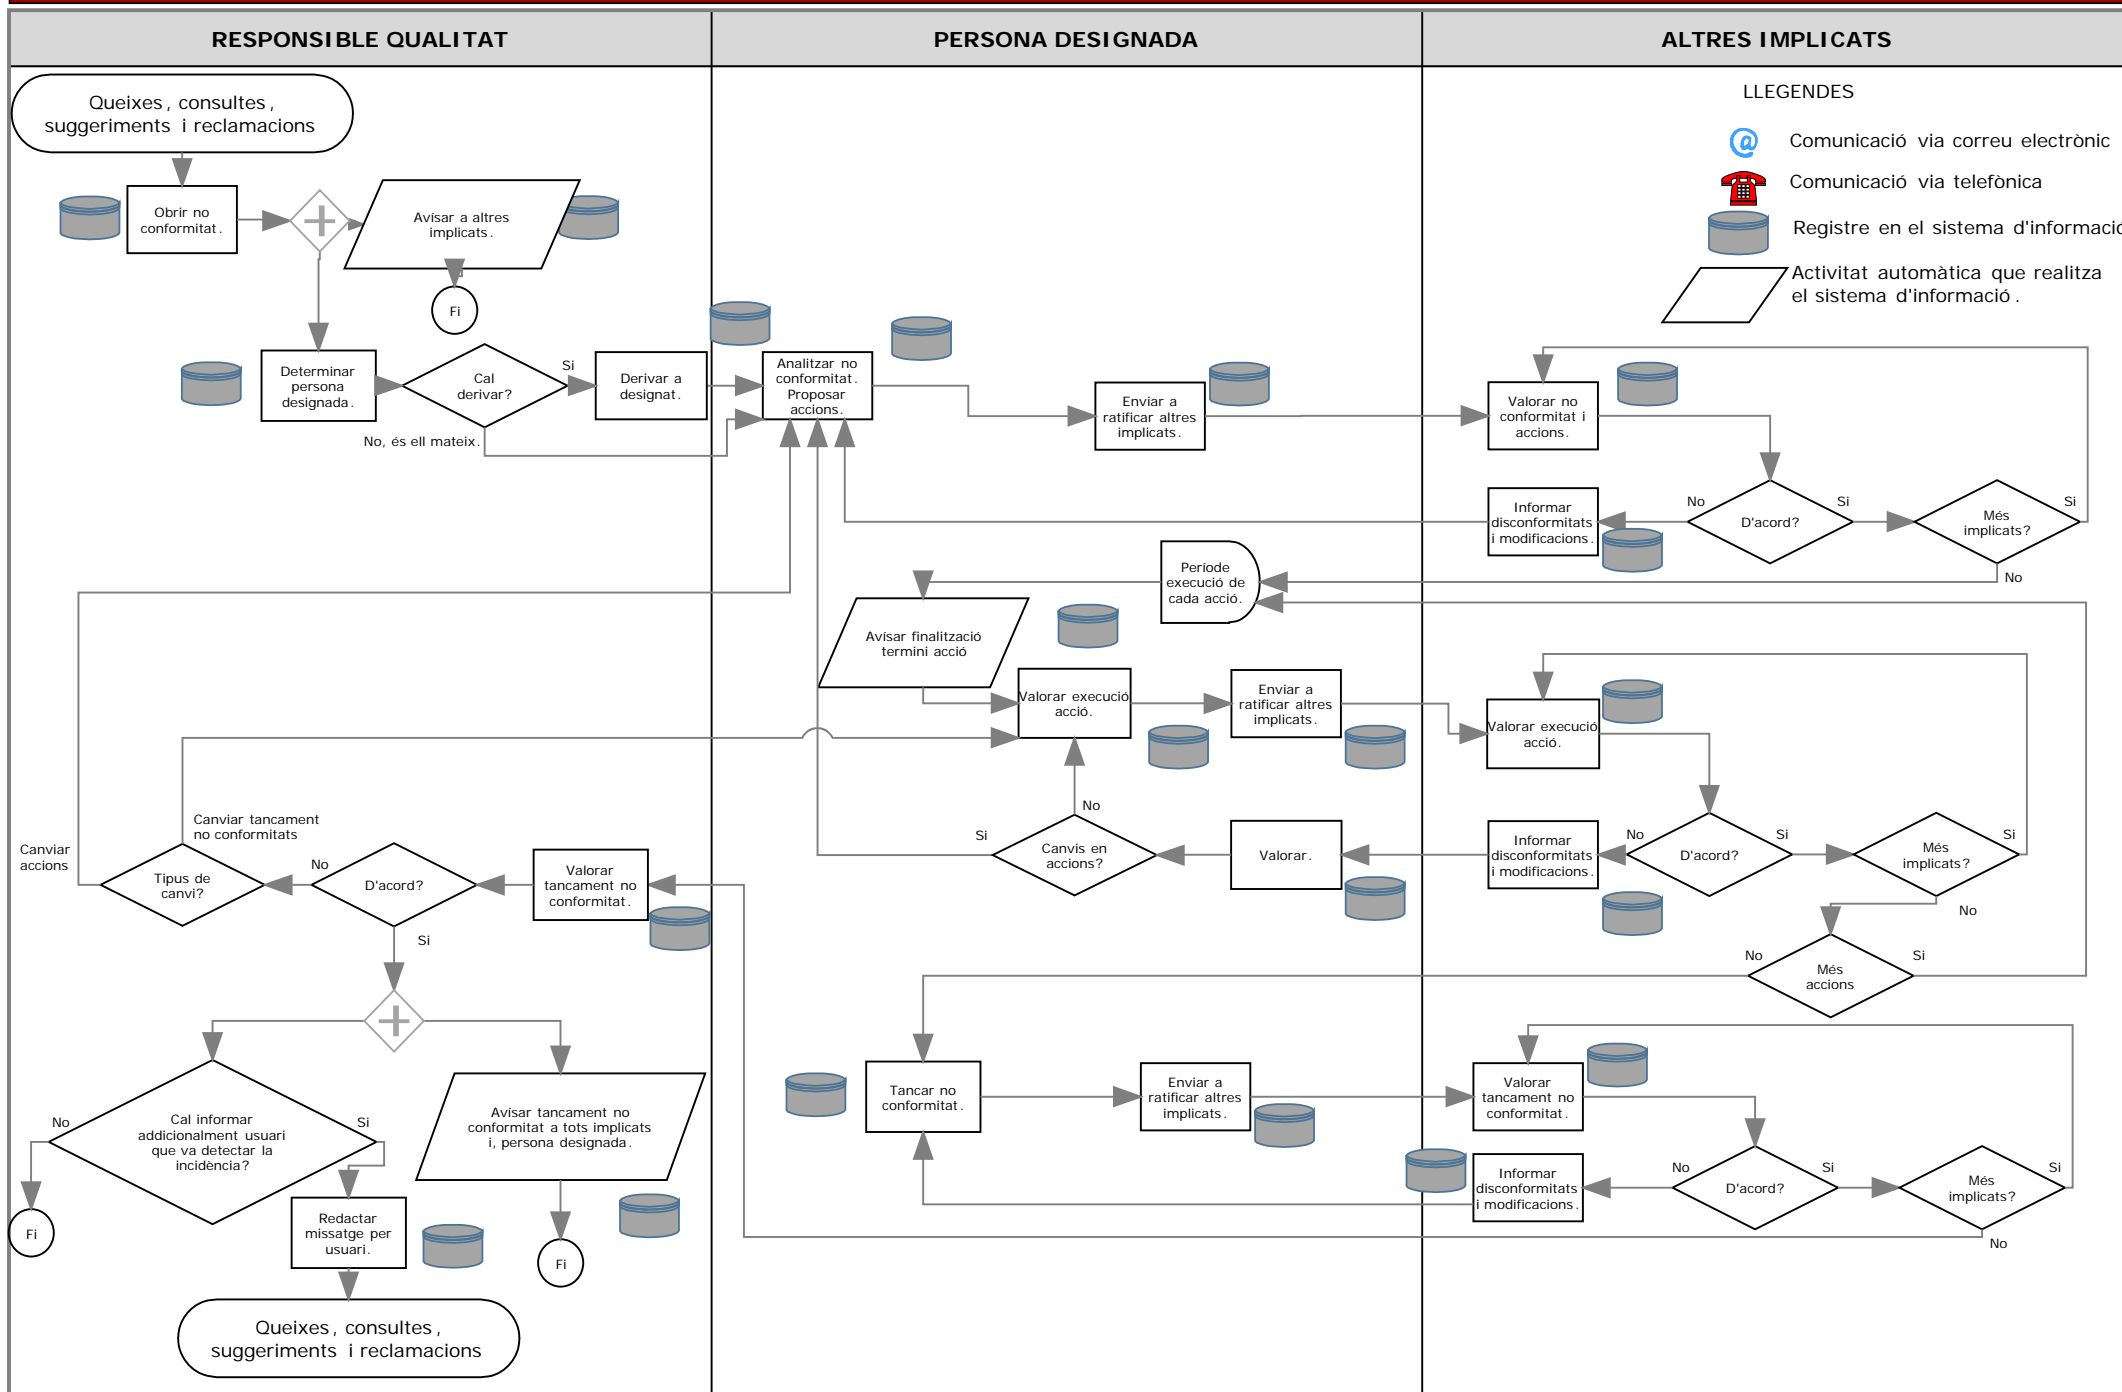 RESPONSIBLE QUALITAT
PERSONA DESIGNADA
ALTRES IMPLICATS
Queixes, consultes,
suggeriments i reclamacions
LLEGENDES
@
Comunicació via correu electrònic
Comunicació via telefònica
Registre en el sistema d'informació
Activitat automàtica que realitza
el sistema d'informació.
Obrir no
conformitat.
Avísar a altres
implicats.
Fi
Determinar
persona
designada.
Cal
derivar?
Si
No, és ell mateix.
Derivar a
designat.
Analitzar no
conformitat.
Proposar
accions.
Enviar a
ratificar altres
implicats.
Valorar no
conformitat i
accions.
Informar
disconformitats
i modificacions.
No
D'acord?
Si
Més
implicats?
Si
No
Període
execució de
cada acció.
Avísar finalització
termini acció
Valorar execució
acció.
Enviar a
ratificar altres
implicats.
Valorar execució
acció.
Canviar
accions
Canviar tancament
no conformitats
Tipus de
canvi?
No
D'acord?
Si
Valorar
tancament no
conformitat.
Si
Canvis en
accions?
No
Valorar.
Informar
disconformitats
i modificacions.
No
D'acord?
Si
Més
implicats?
Si
No
No
Més
accions
Si
No
Cal informar
addicionalment usuari
que va detectar la
incidència?
Si
Fi
Avísar tancament no
conformitat a tots implicats
i, persona designada.
Fi
Redactar
missatge per
usuari.
Queixes, consultes,
suggeriments i reclamacions
Tancar no
conformitat.
Enviar a
ratificar altres
implicats.
Valorar
tancament no
conformitat.
Informar
disconformitats
i modificacions.
No
D'acord?
Si
Més
implicats?
Si
No